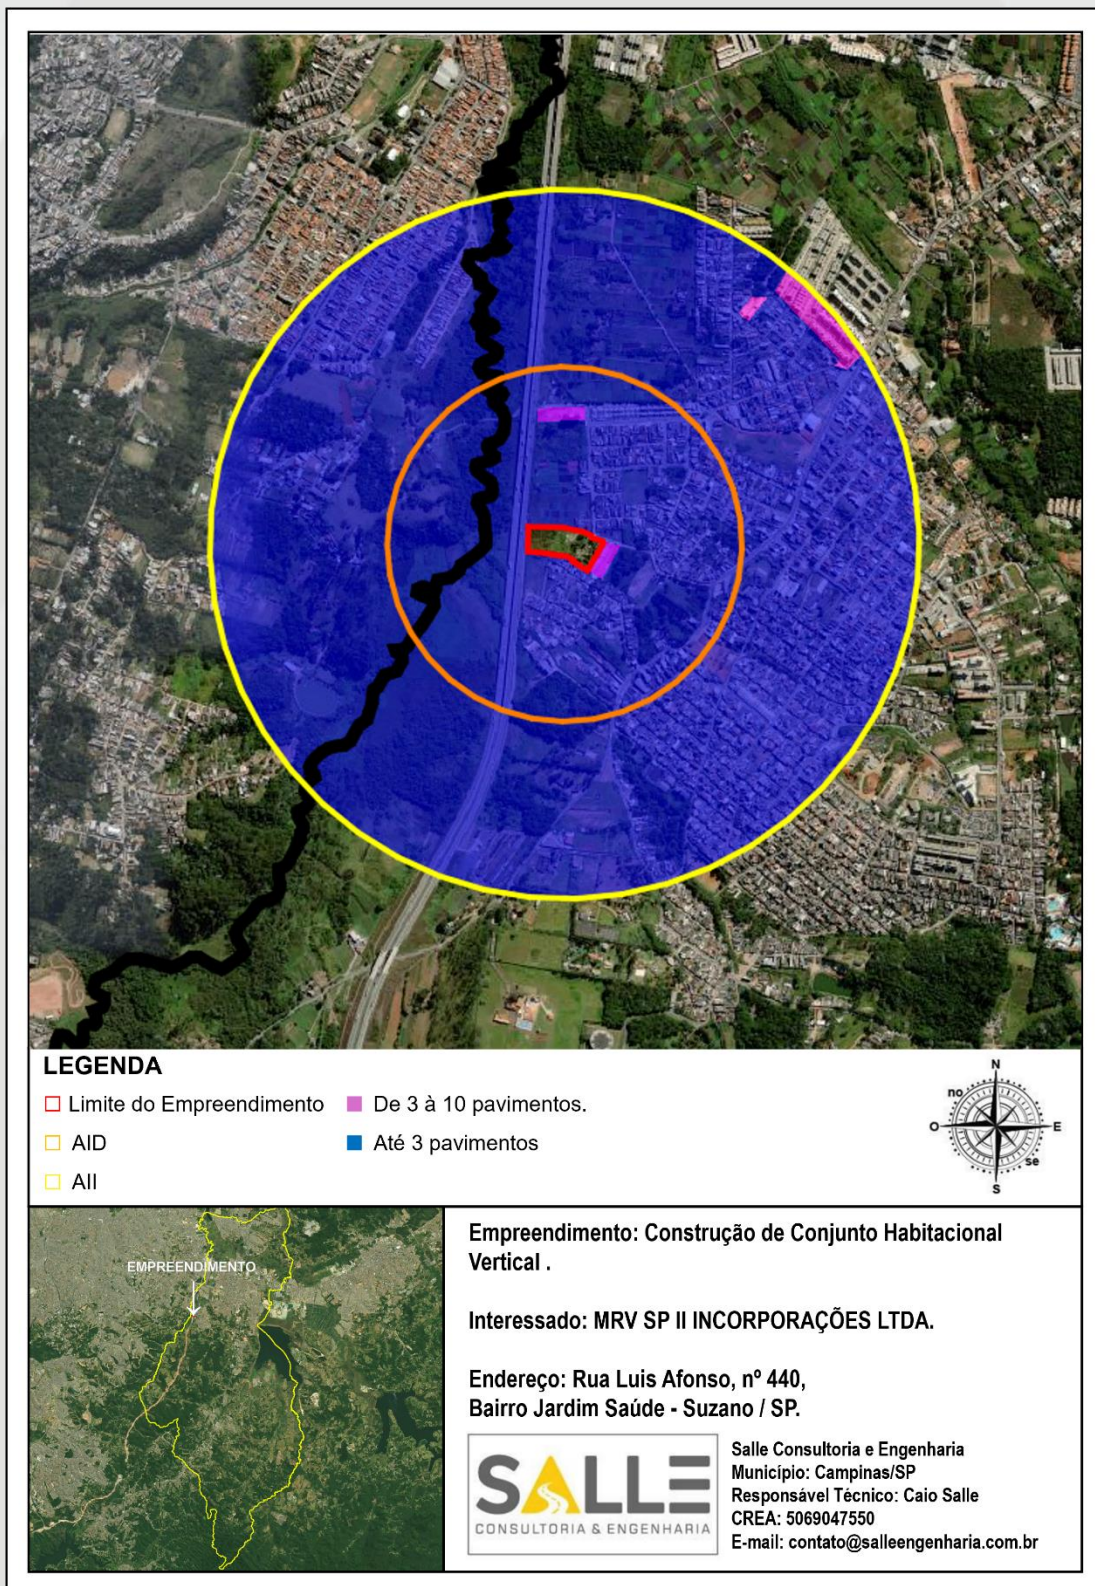 LEGENDA
Limite do Empreendimento
De 3 à 10 pavimentos.
AID
Até 3 pavimentos
AII
N
no
O
E
se
S
EMPREENDIMENTO
Empreendimento: Construção de Conjunto Habitacional
Vertical .
Interessado: MRV SP II INCORPORAÇÕES LTDA.
Endereço: Rua Luis Afonso, nº 440,
Bairro Jardim Saúde - Suzano / SP.
SALLE
CONSULTORIA & ENGENHARIA
Salle Consultoria e Engenharia
Município: Campinas/SP
Responsável Técnico: Caio Salle
CREA: 5069047550
E-mail: contato@salleengenharia.com.br